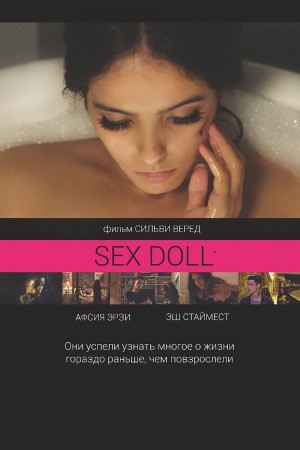 фильм СИЛЬВИ ВЕРЕД
SEX DOLL
АФСИЯ ЭРЗИ ЭШ СТАЙМЕСТ
Они успели узнать многое о жизни
гораздо раньше, чем повзрослели